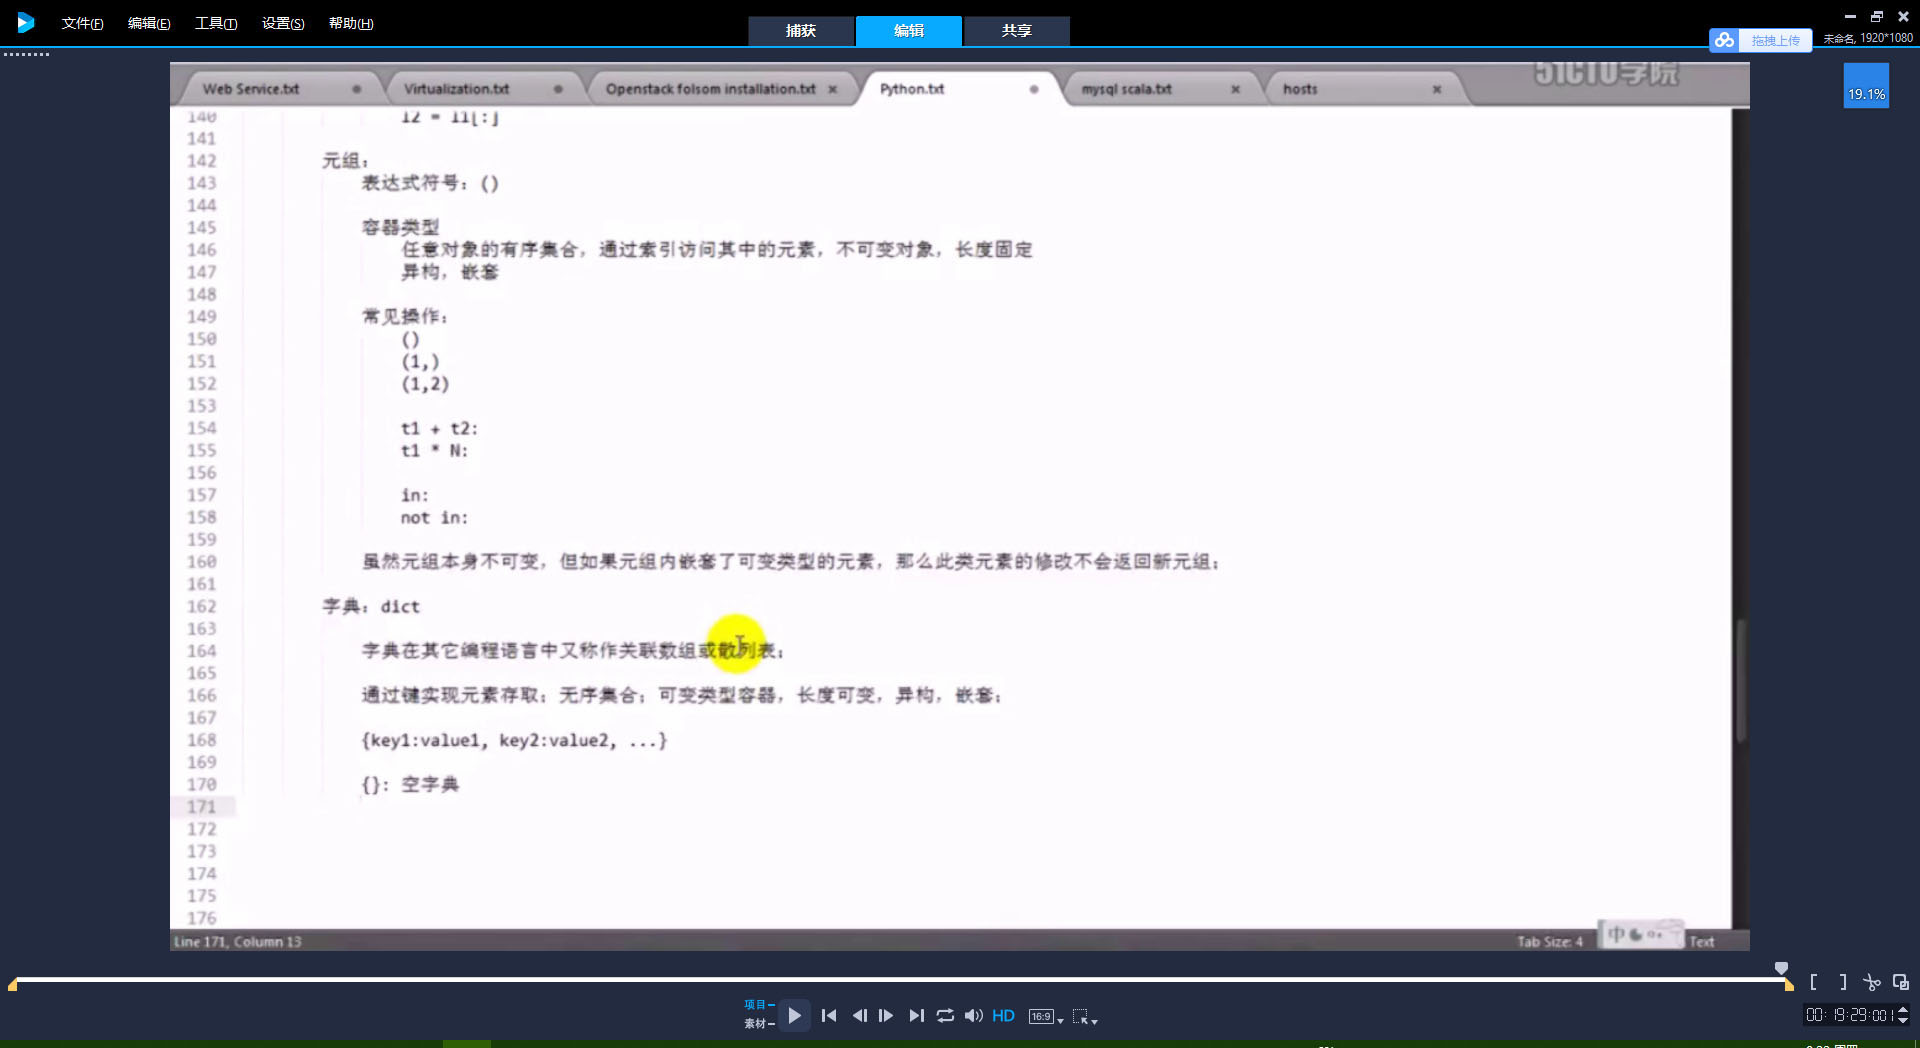 文件(F) 编辑(E) 工具(T) 设置(S) 帮助(H)
捕获 编辑 共享
拖拽上传
未命名, 1920*1080
19.1%
51CTO学院
Web Service.txt Virtualization.txt Openstack folsom installation.txt Python.txt mysql scala.txt hosts
140 l2 = l1[:]
141
142 元组：
143 表达式符号：()
144
145 容器类型
146 任意对象的有序集合，通过索引访问其中的元素，不可变对象，长度固定
147 异构，嵌套
148
149 常见操作：
150 ()
151 (1,)
152 (1,2)
153
154 t1 + t2:
155 t1 * N:
156
157 in:
158 not in:
159
160 虽然元组本身不可变，但如果元组内嵌套了可变类型的元素，那么此类元素的修改不会返回新元组；
161
162 字典：dict
163
164 字典在其它编程语言中又称作关联数组或散列表；
165
166 通过键实现元素存取；无序集合；可变类型容器，长度可变，异构，嵌套；
167
168 {key1:value1, key2:value2, ...}
169
170 {}: 空字典
171
172
173
174
175
176
Line 171, Column 13
Tab Size: 4
中
Text
项目
素材
HD
16:9
00:19:29:001